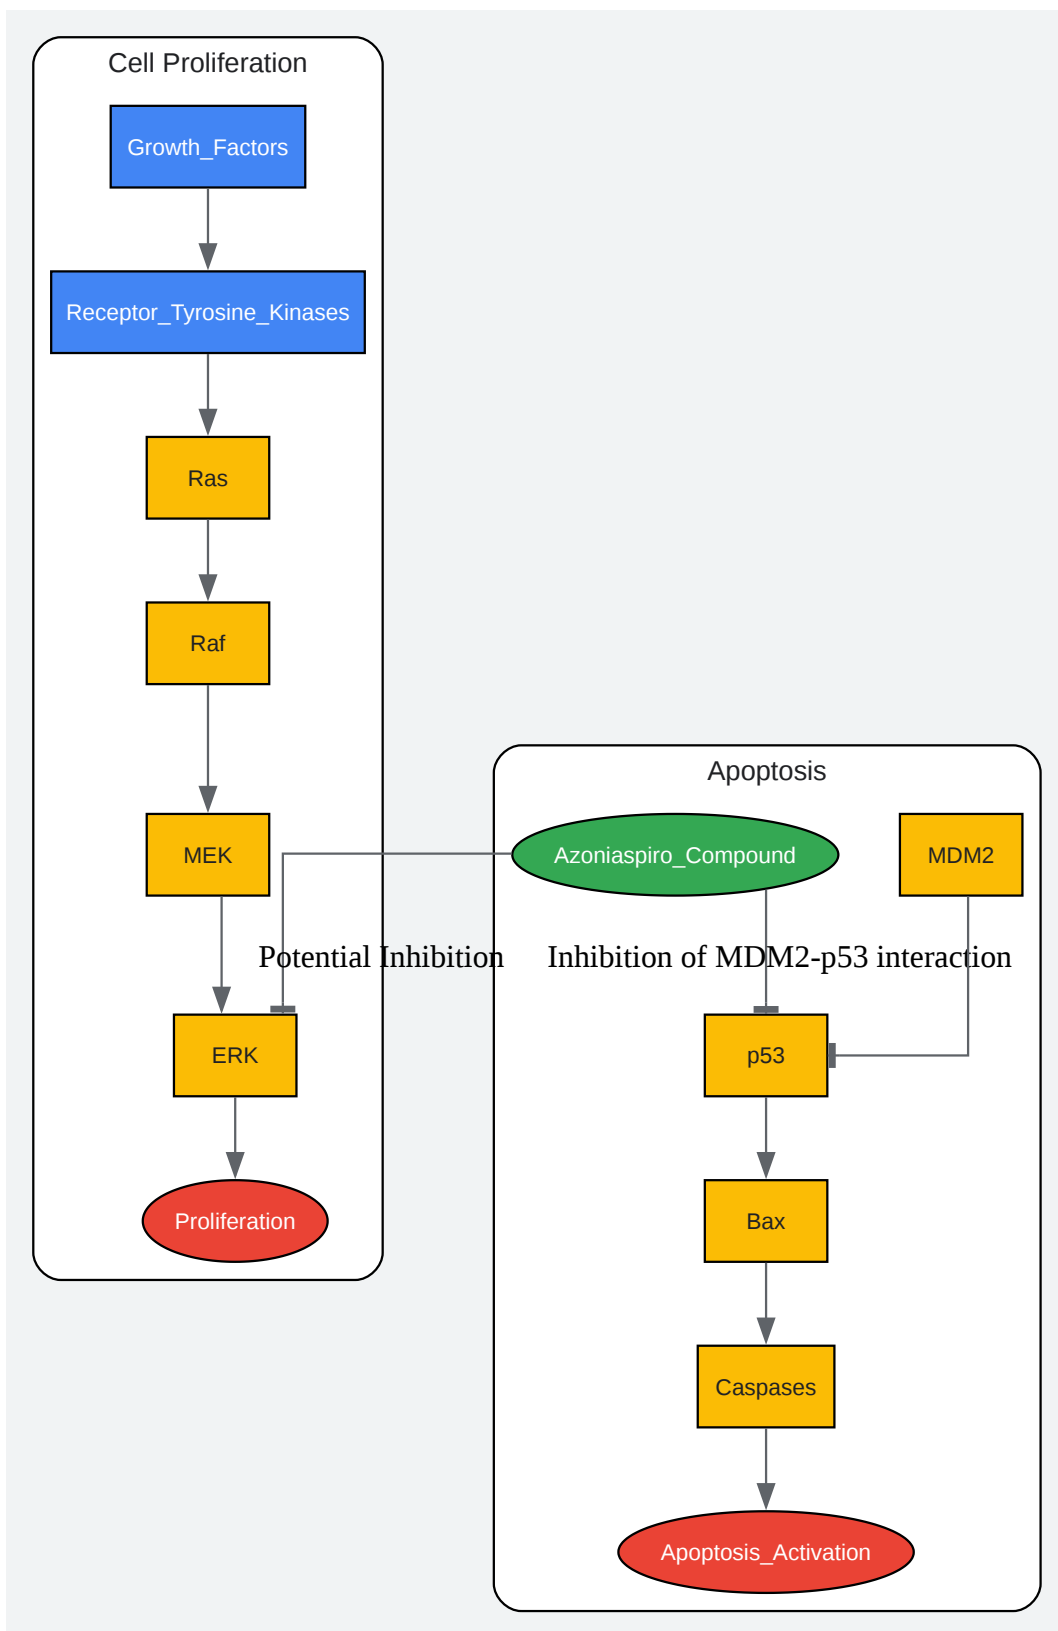 Cell Proliferation
Growth_Factors
Receptor_Tyrosine_Kinases
Ras
Raf
MEK
Potential Inhibition
ERK
Proliferation
Apoptosis
Azoniaspiro_Compound
MDM2
Inhibition of MDM2-p53 interaction
p53
Bax
Caspases
Apoptosis_Activation